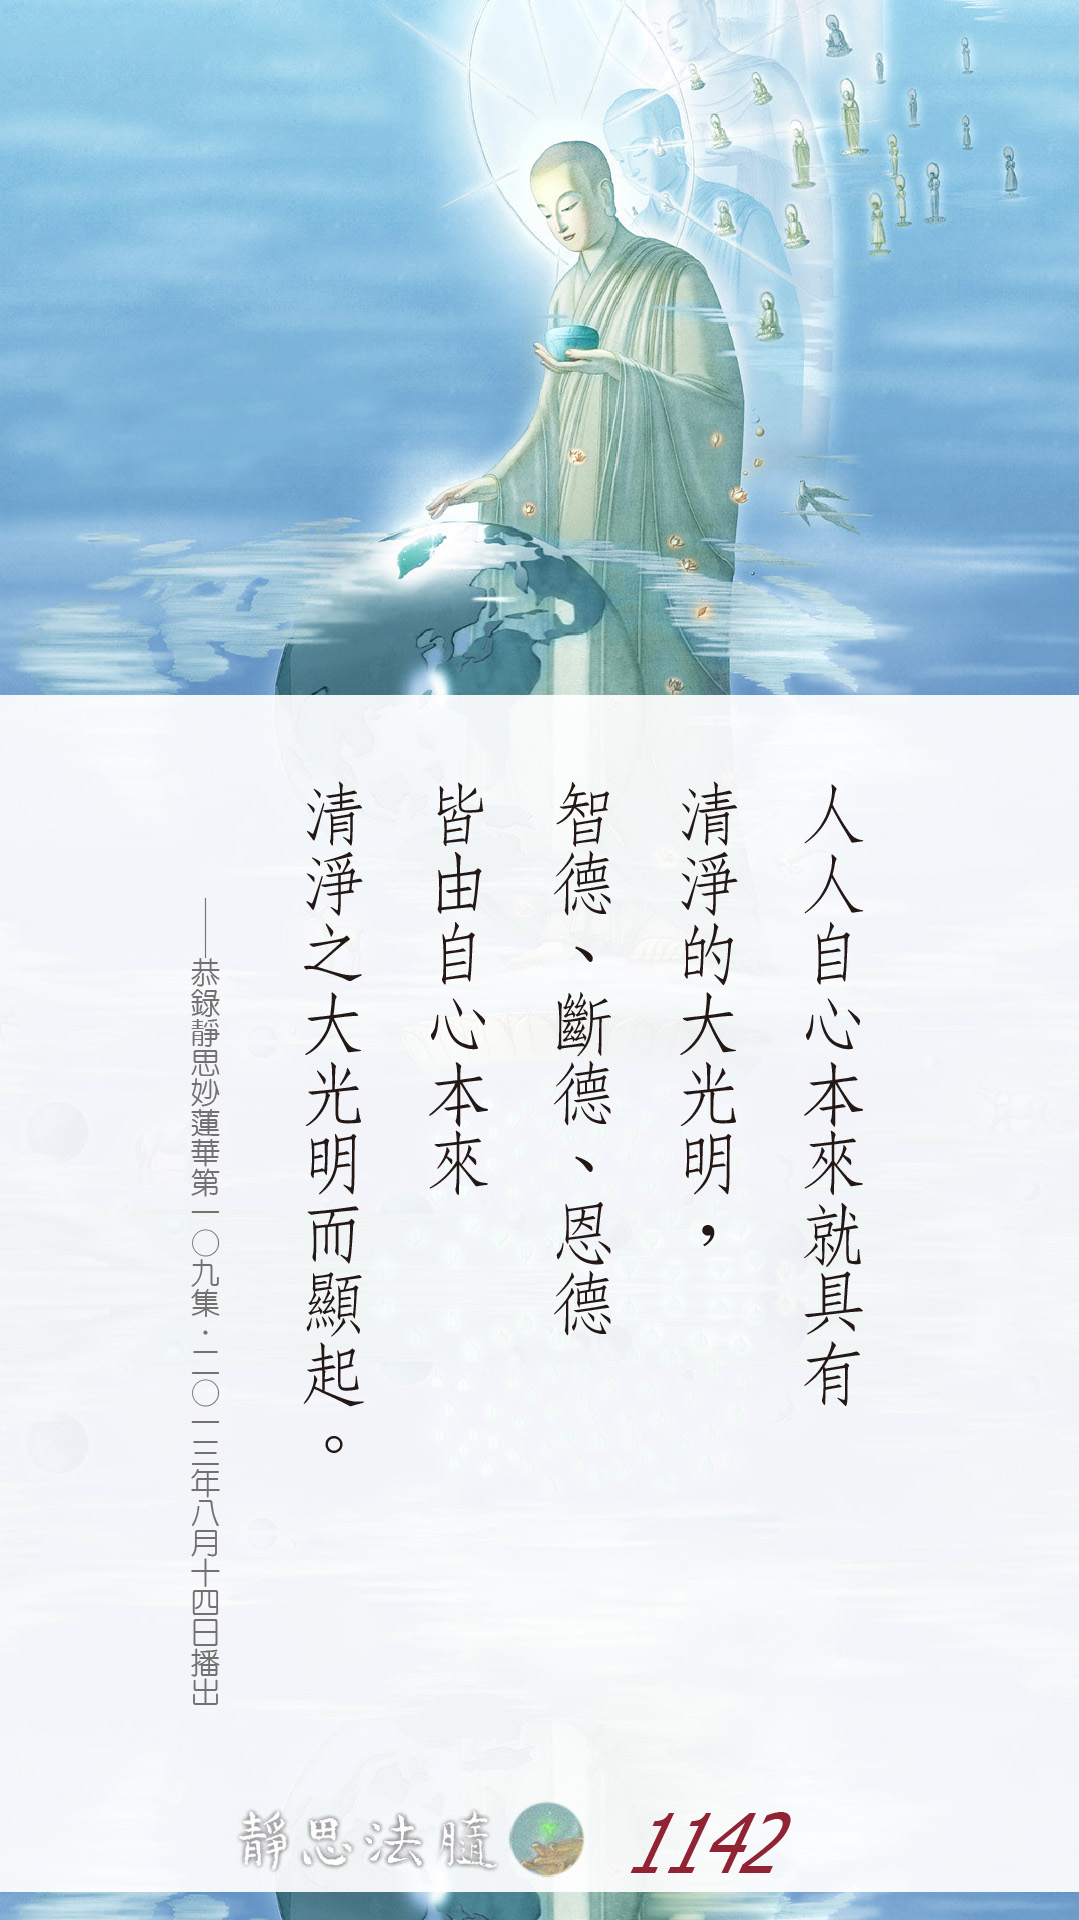 人人自心本來就具有
清淨的大光明，
智德、斷德、恩德
皆由自心本來
清淨之大光明而顯起。
——恭錄靜思妙蓮華第一〇九集・二〇一三年八月十四日播出
靜思法髓
1142